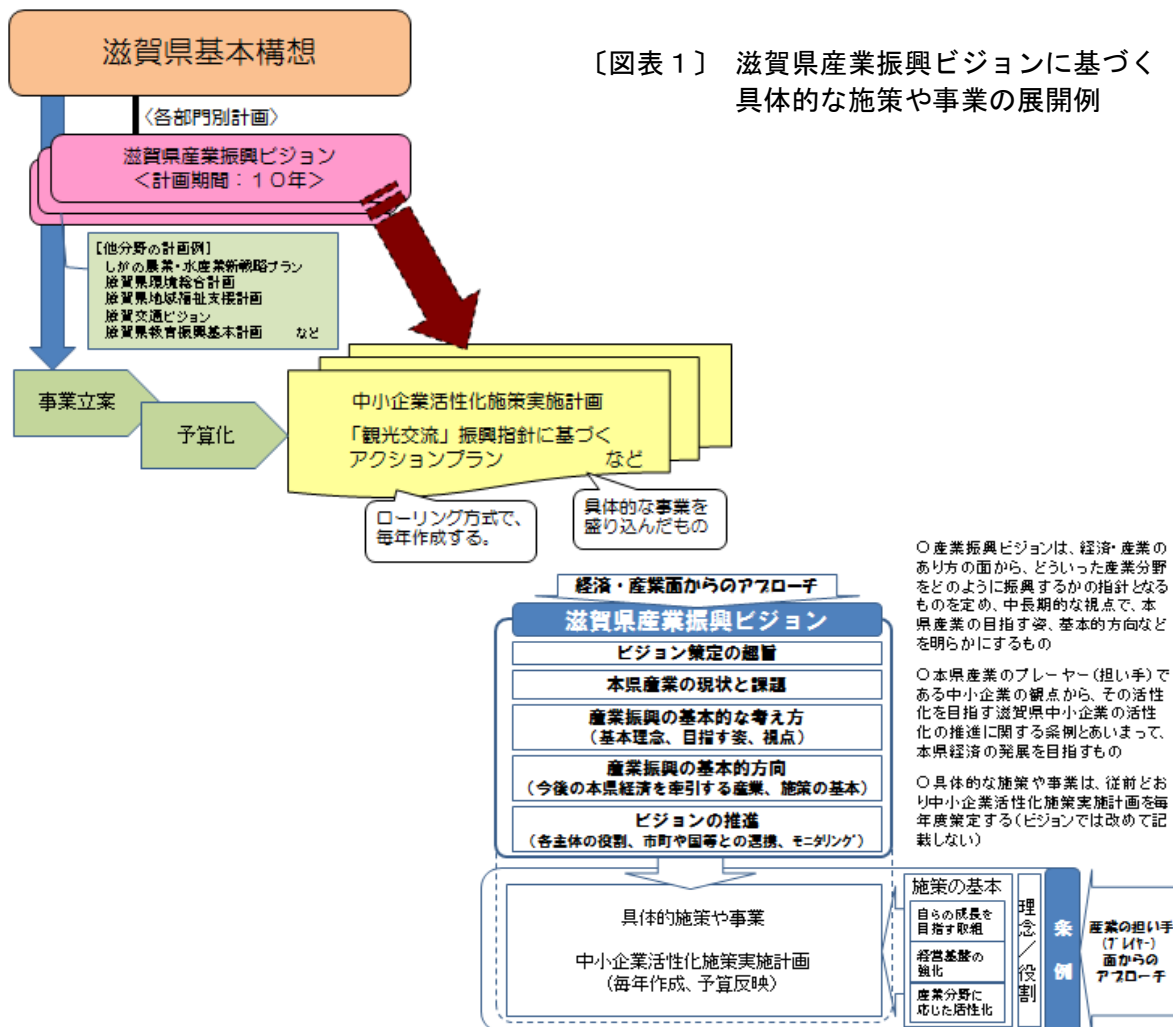 滋賀県基本構想
〔図表１〕 滋賀県産業振興ビジョンに基づく
具体的な施策や事業の展開例
〈各部門別計画〉
滋賀県産業振興ビジョン
＜計画期間：１０年＞
【他分野の計画例】
しがの農業・水産業新戦略プラン
滋賀県環境総合計画
滋賀県地域福祉支援計画
滋賀交通ビジョン
滋賀県教育振興基本計画 など
事業立案
予算化
中小企業活性化施策実施計画
「観光交流」振興指針に基づく
アクションプラン など
ローリング方式で、
毎年作成する。
具体的な事業を
盛り込んだもの
経済・産業面からのアプローチ
滋賀県産業振興ビジョン
ビジョン策定の趣旨
本県産業の現状と課題
産業振興の基本的な考え方
（基本理念、目指す姿、視点）
産業振興の基本的方向
（今後の本県経済を牽引する産業、施策の基本）
ビジョンの推進
（各主体の役割、市町や国等との連携、モニタリング）
○産業振興ビジョンは、経済・産業の
あり方の面から、どういった産業分野
をどのように振興するかの指針となる
ものを定め、中長期的な視点で、本
県産業の目指す姿、基本的方向など
を明らかにするもの
○本県産業のプレーヤー（担い手）で
ある中小企業の観点から、その活性
化を目指す滋賀県中小企業の活性
化の推進に関する条例とあいまって、
本県経済の発展を目指すもの
○具体的な施策や事業は、従前どお
り中小企業活性化施策実施計画を毎
年度策定する（ビジョンでは改めて記
載しない）
具体的施策や事業
中小企業活性化施策実施計画
（毎年作成、予算反映）
施策の基本
自らの成長を
目指す取組
経営基盤の
強化
産業分野に
応じた活性化
理念／役割
条例
産業の担い手
（プレイヤー）
面からの
アプローチ